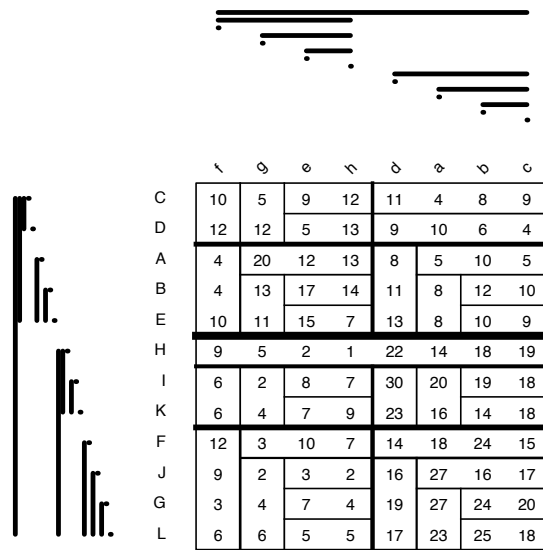 f g e h d a b c
C 10 5 9 12 11 4 8 9
D 12 12 5 13 9 10 6 4
A 4 20 12 13 8 5 10 5
B 4 13 17 14 11 8 12 10
E 10 11 15 7 13 8 10 9
H 9 5 2 1 22 14 18 19
I 6 2 8 7 30 20 19 18
K 6 4 7 9 23 16 14 18
F 12 3 10 7 14 18 24 15
J 9 2 3 2 16 27 16 17
G 3 4 7 4 19 27 24 20
L 6 6 5 5 17 23 25 18